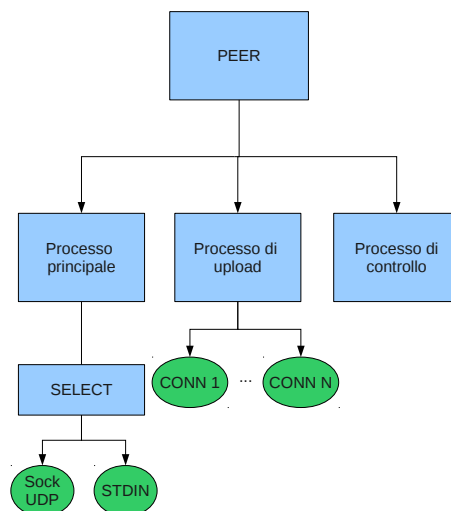 PEER
Processo
principale
Processo di
upload
Processo di
controllo
SELECT
CONN 1
...
CONN N
Sock
UDP
STDIN